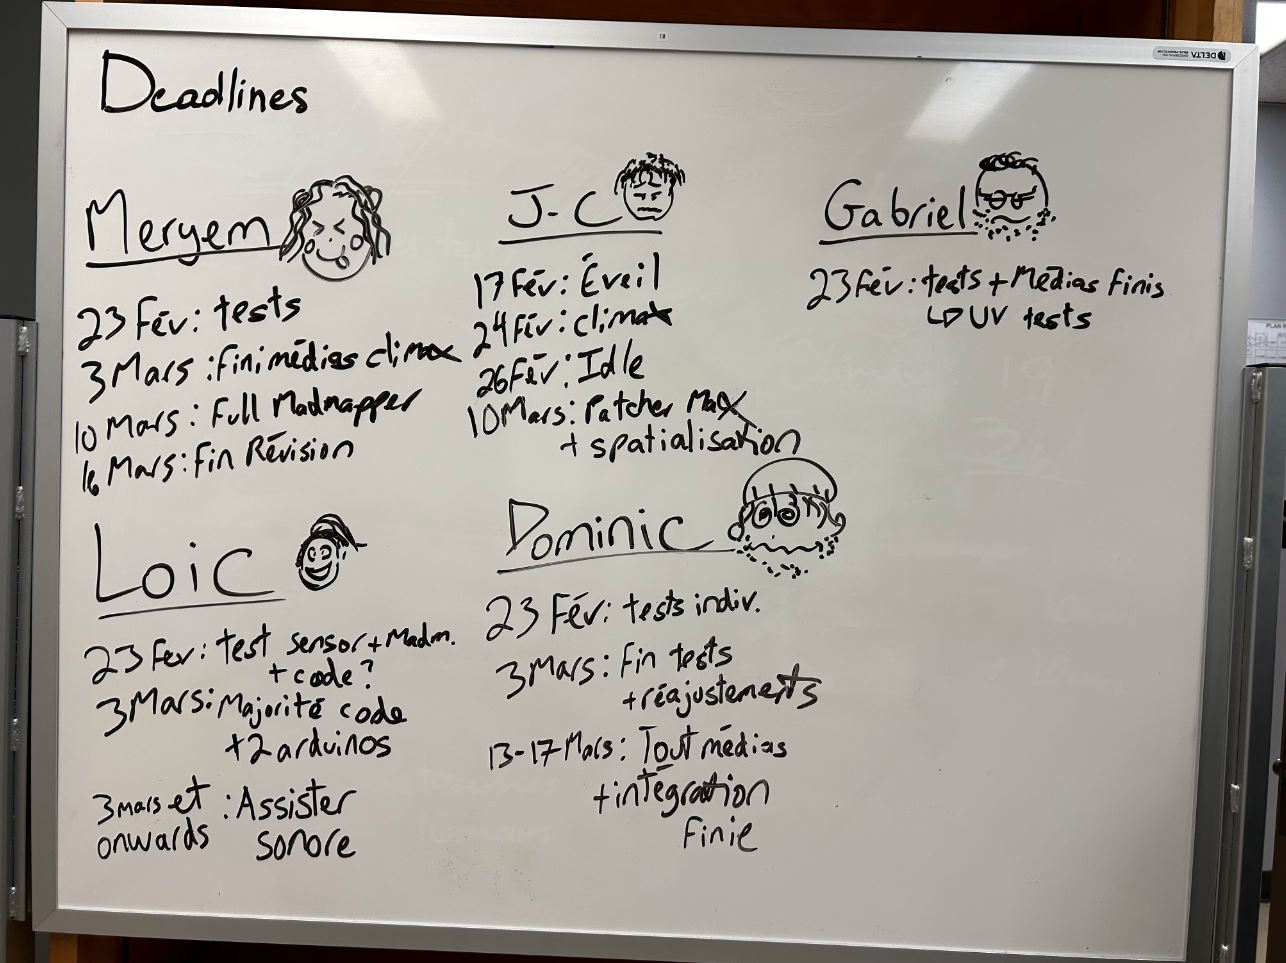 Deadlines
Meryem
23 Fév: tests
3 Mars: Fini médias climax
10 Mars: Full Madmapper
16 Mars: Fin Révision
J-C
17 Fév: Éveil
24 Fév: climax
26 Fév: Idle
10 Mars: Patcher Max
+ spatialisation
Gabriel
23 Fév: tests + Médias Finis
↳ UV tests
Loic
23 Fev: test sensor + Madm.
+ code?
3 Mars: Majorité code
+2 arduinos
3 mars et onwards : Assister
sonore
Dominic
23 Fév: tests indiv.
3 Mars: Fin tests
+ réajustements
13-17 Mars: Tout médias
+ intégration
Finie
DELTA